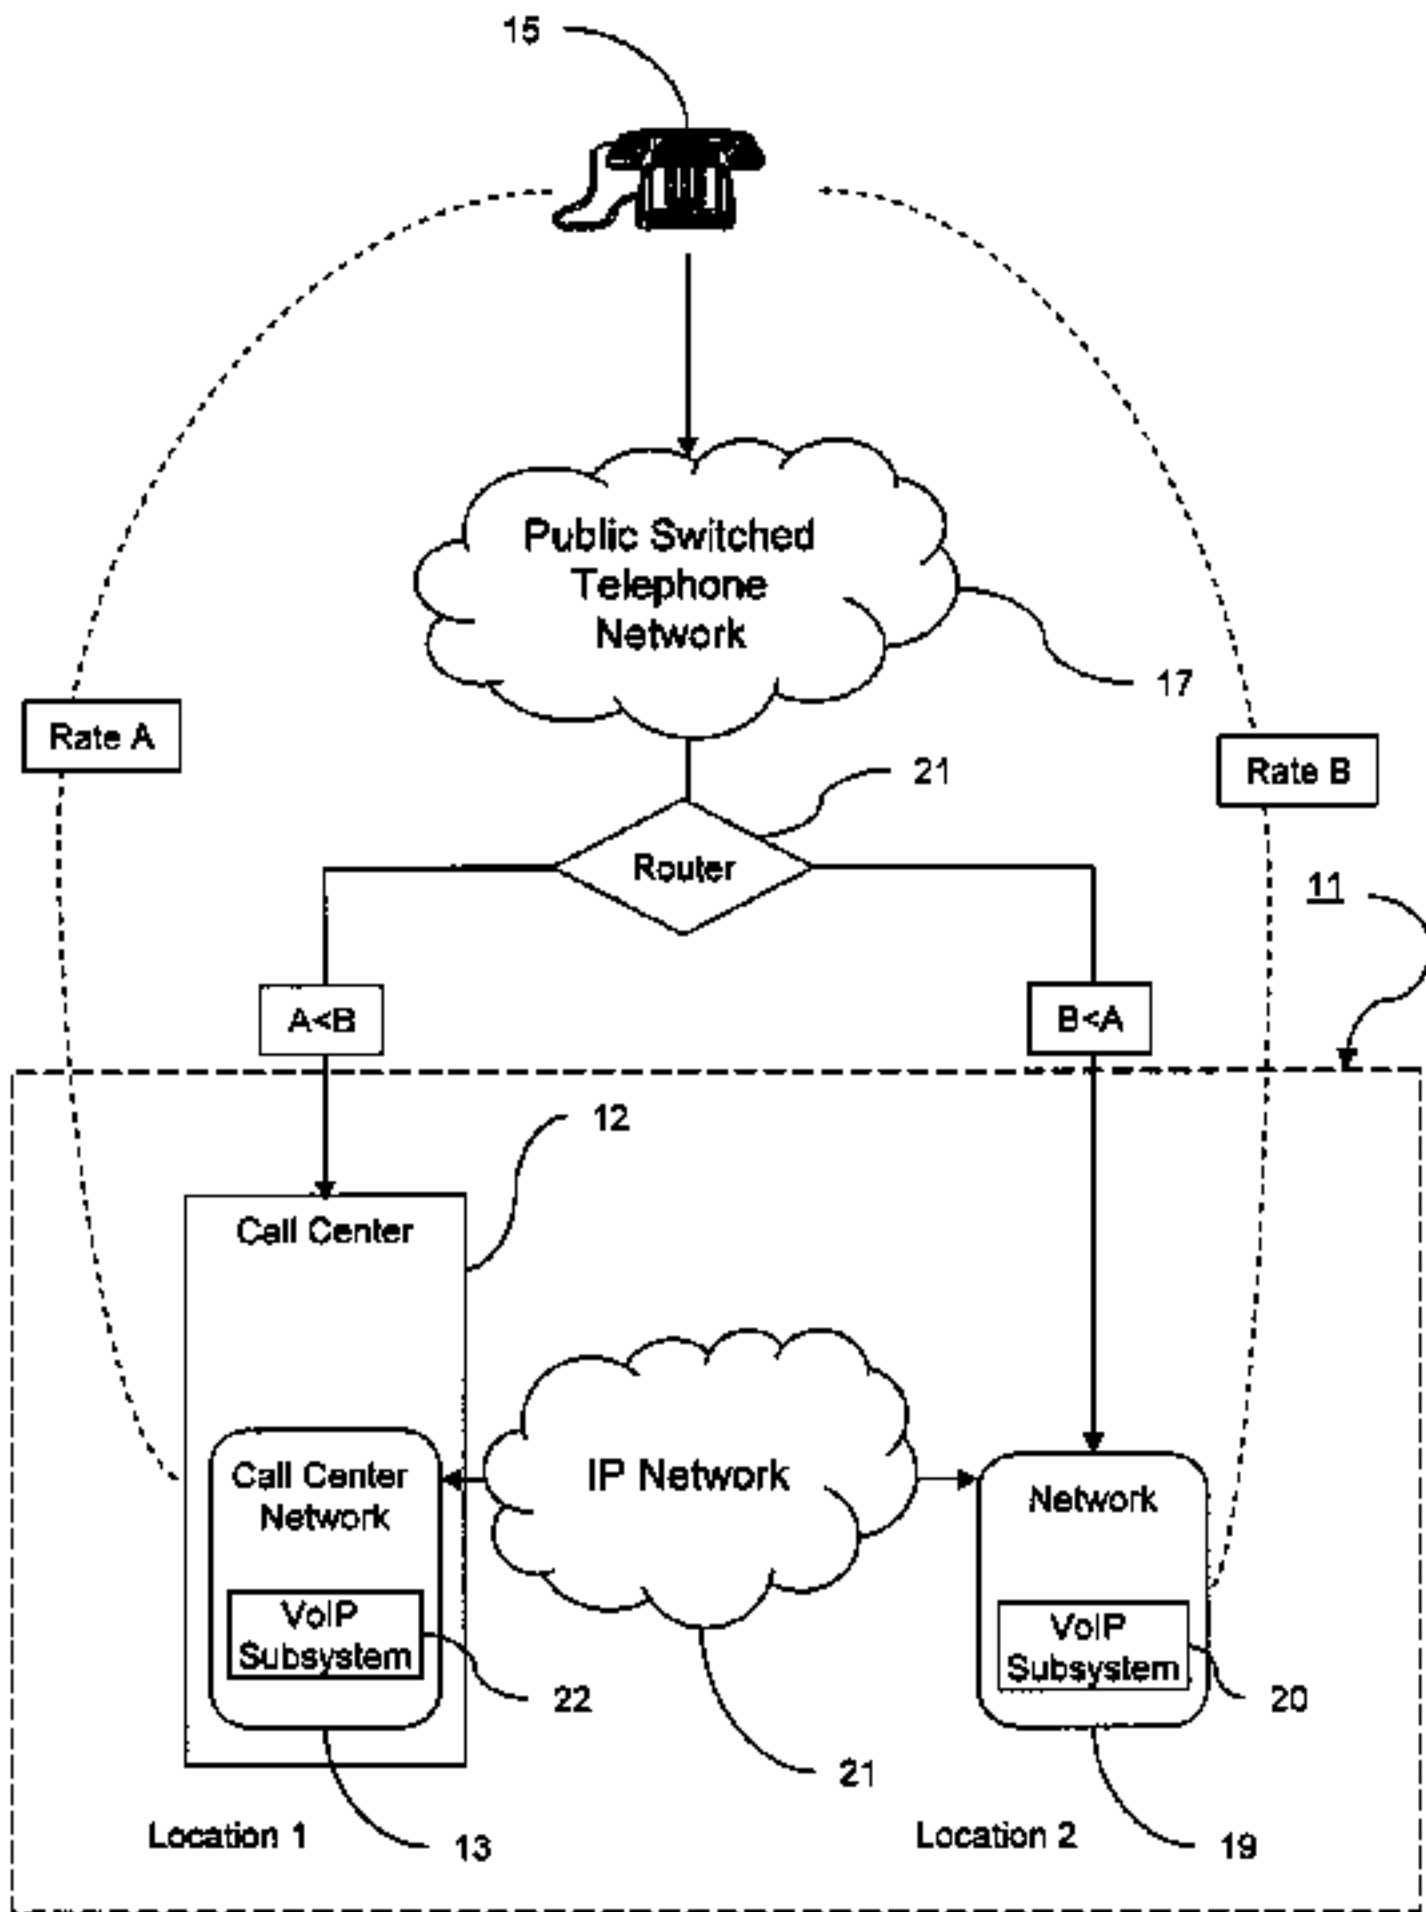 15
Public Switched
Telephone
Network
17
Rate A
Rate B
21
Router
11
A<B
B<A
12
Call Center
IP Network
Call Center
Network
Network
VoIP
Subsystem
VoIP
Subsystem
22
20
21
Location 1
13
Location 2
19